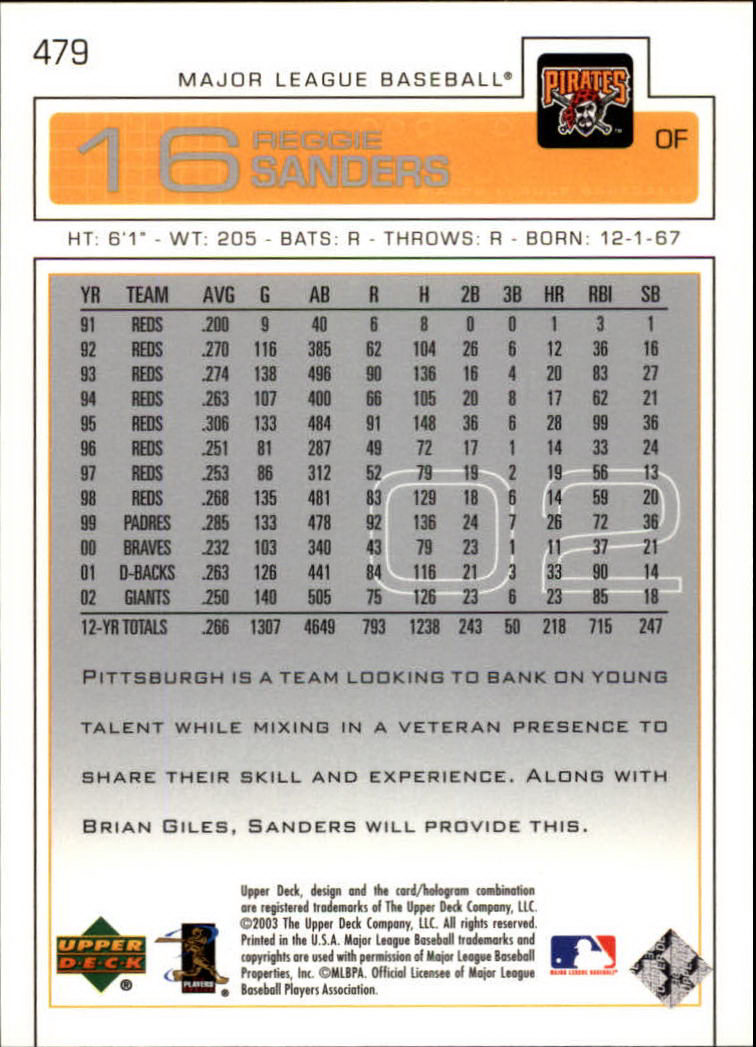 479
MAJOR LEAGUE BASEBALL®
PIRATES
™
16 REGGIE SANDERS OF
HT: 6'1" - WT: 205 - BATS: R - THROWS: R - BORN: 12-1-67
YR TEAM AVG G AB R H 2B 3B HR RBI SB
91 REDS .200 9 40 6 8 0 0 1 3 1
92 REDS .270 116 385 62 104 26 6 12 36 16
93 REDS .274 138 496 90 136 16 4 20 83 27
94 REDS .263 107 400 66 105 20 8 17 62 21
95 REDS .306 133 484 91 148 36 6 28 99 36
96 REDS .251 81 287 49 72 17 1 14 33 24
97 REDS .253 86 312 52 79 19 2 19 56 13
98 REDS .268 135 481 83 129 18 6 14 59 20
99 PADRES .285 133 478 92 136 24 7 26 72 36
00 BRAVES .232 103 340 43 79 23 1 11 37 21
01 D-BACKS .263 126 441 84 116 21 3 33 90 14
02 GIANTS .250 140 505 75 126 23 6 23 85 18
12-YR TOTALS .266 1307 4649 793 1238 243 50 218 715 247
02
PITTSBURGH IS A TEAM LOOKING TO BANK ON YOUNG
TALENT WHILE MIXING IN A VETERAN PRESENCE TO
SHARE THEIR SKILL AND EXPERIENCE. ALONG WITH
BRIAN GILES, SANDERS WILL PROVIDE THIS.
Upper Deck, design and the card/hologram combination
are registered trademarks of The Upper Deck Company, LLC.
©2003 The Upper Deck Company, LLC. All rights reserved.
Printed in the U.S.A. Major League Baseball trademarks and
copyrights are used with permission of Major League Baseball
Properties, Inc. ©MLBPA. Official Licensee of Major League
Baseball Players Association.
UPPER
D·E·C·K
®
PLAYERS
®
MAJOR LEAGUE BASEBALL®